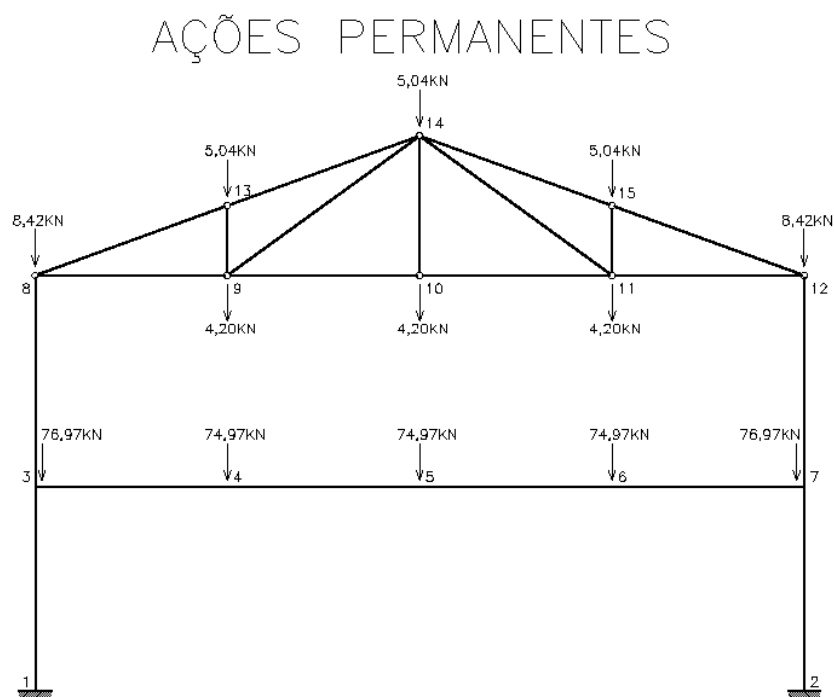 AÇÕES PERMANENTES
5,04KN
14
5,04KN
5,04KN
13
15
8,42KN
8,42KN
8
9
10
11
12
4,20KN
4,20KN
4,20KN
76,97KN
74,97KN
74,97KN
74,97KN
76,97KN
3
4
5
6
7
1
2